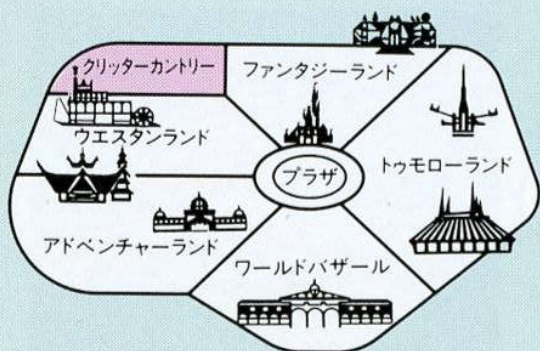 クリッターカントリー
ファンタジーランド
ウエスタンランド
トゥモローランド
プラザ
アドベンチャーランド
ワールドバザール